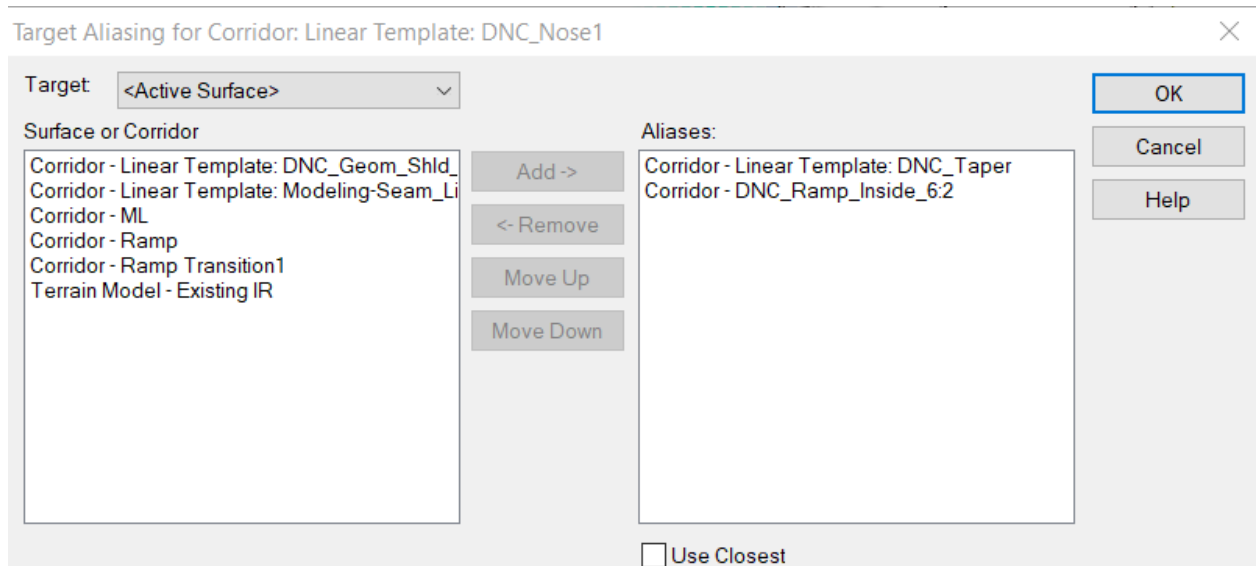 Target Aliasing for Corridor: Linear Template: DNC_Nose1
Target:
<Active Surface>
OK
Surface or Corridor
Aliases:
Cancel
Corridor - Linear Template: DNC_Geom_Shld_
Corridor - Linear Template: Modeling-Seam_Li
Corridor - ML
Corridor - Ramp
Corridor - Ramp Transition1
Terrain Model - Existing IR
Add ->
<- Remove
Move Up
Move Down
Corridor - Linear Template: DNC_Taper
Corridor - DNC_Ramp_Inside_6:2
Help
Use Closest